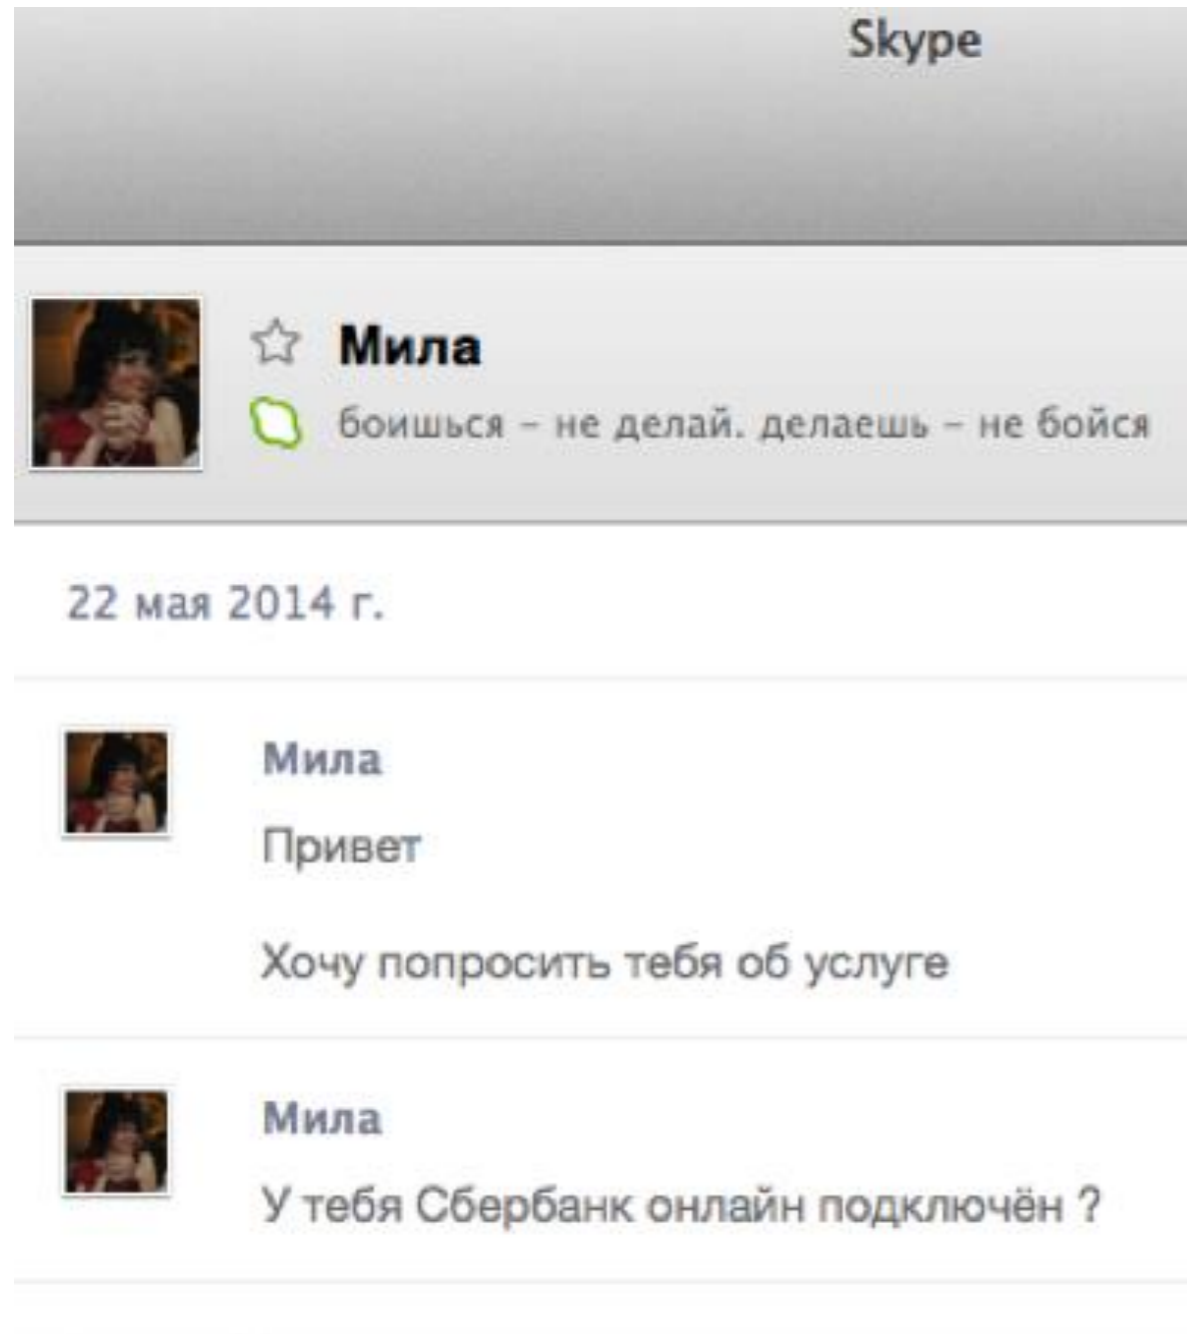 Skype
Мила
боишься – не делай. делаешь – не бойся
22 мая 2014 г.
Мила
Привет
Хочу попросить тебя об услуге
Мила
У тебя Сбербанк онлайн подключён ?